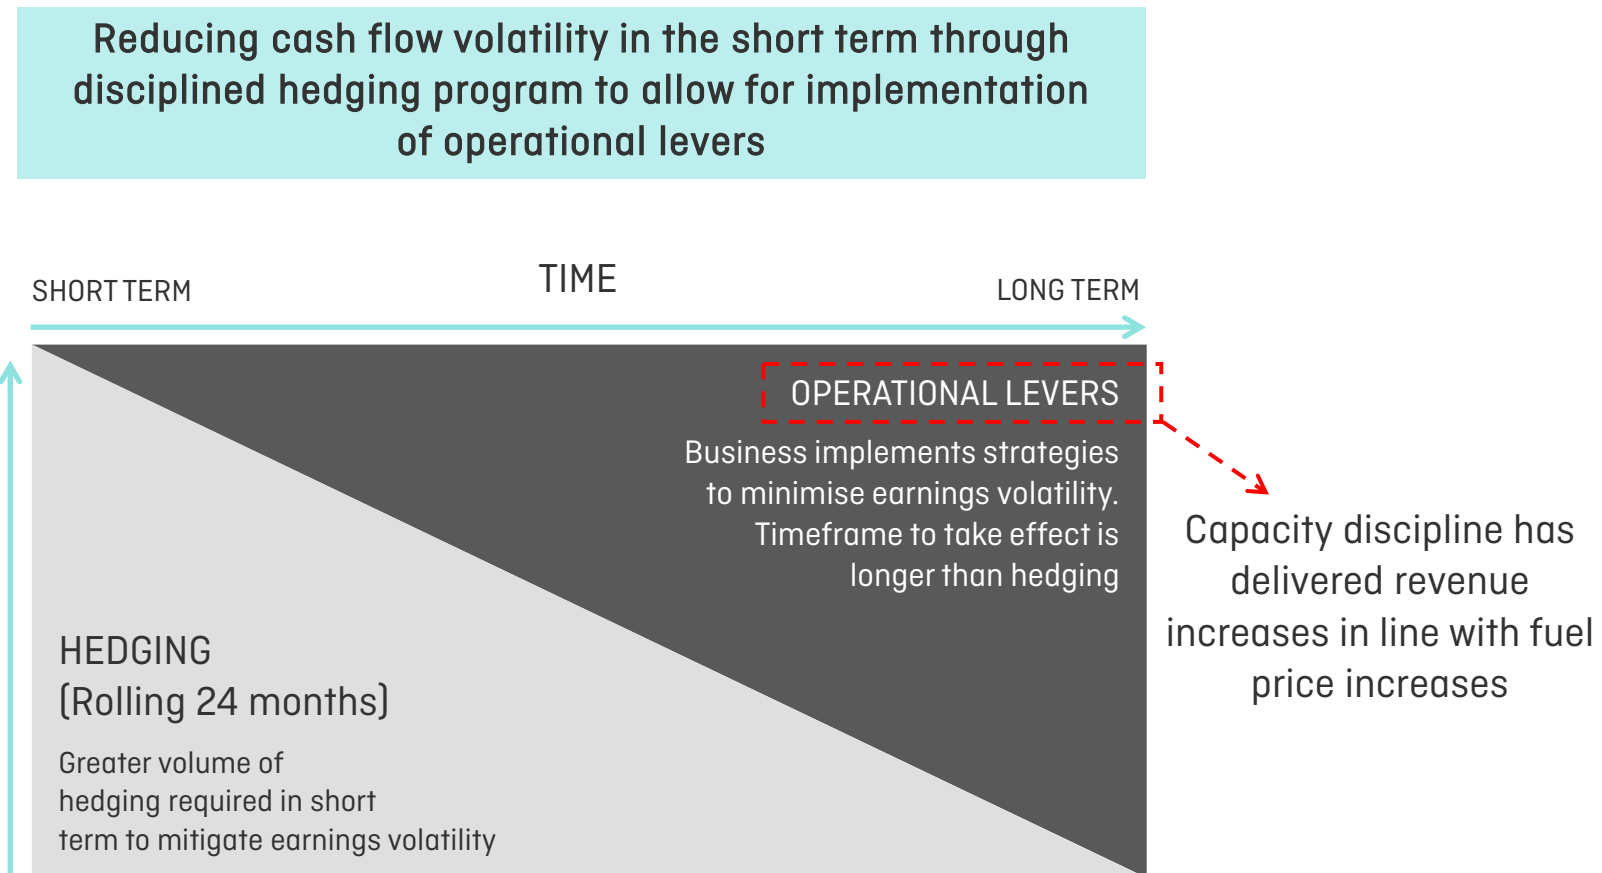 Reducing cash flow volatility in the short term through
disciplined hedging program to allow for implementation
of operational levers
TIME
SHORT TERM
LONG TERM
OPERATIONAL LEVERS
Business implements strategies
to minimise earnings volatility.
Timeframe to take effect is
longer than hedging
Capacity discipline has
delivered revenue
increases in line with fuel
price increases
HEDGING
(Rolling 24 months)
Greater volume of
hedging required in short
term to mitigate earnings volatility